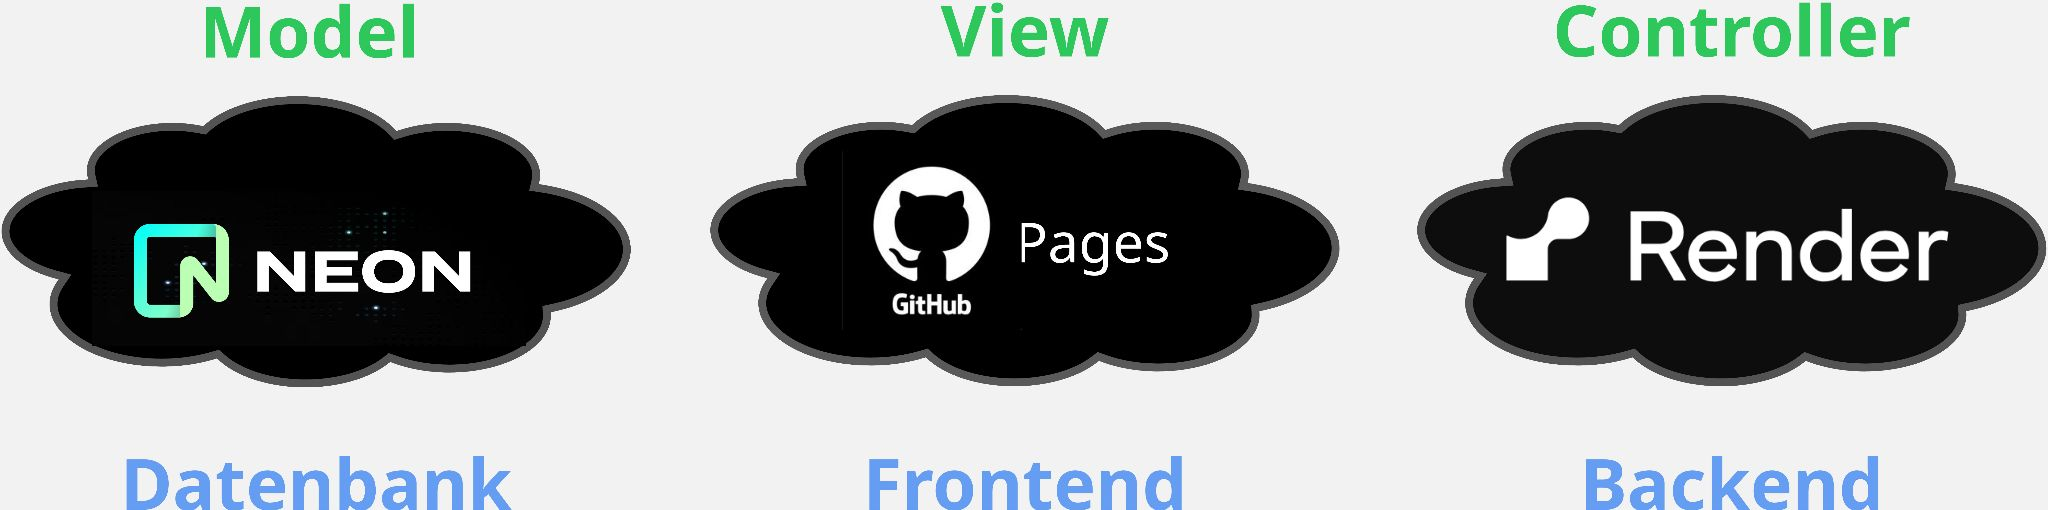 Model
View
Controller
NEON
GitHub
Pages
Render
Datenbank
Frontend
Backend